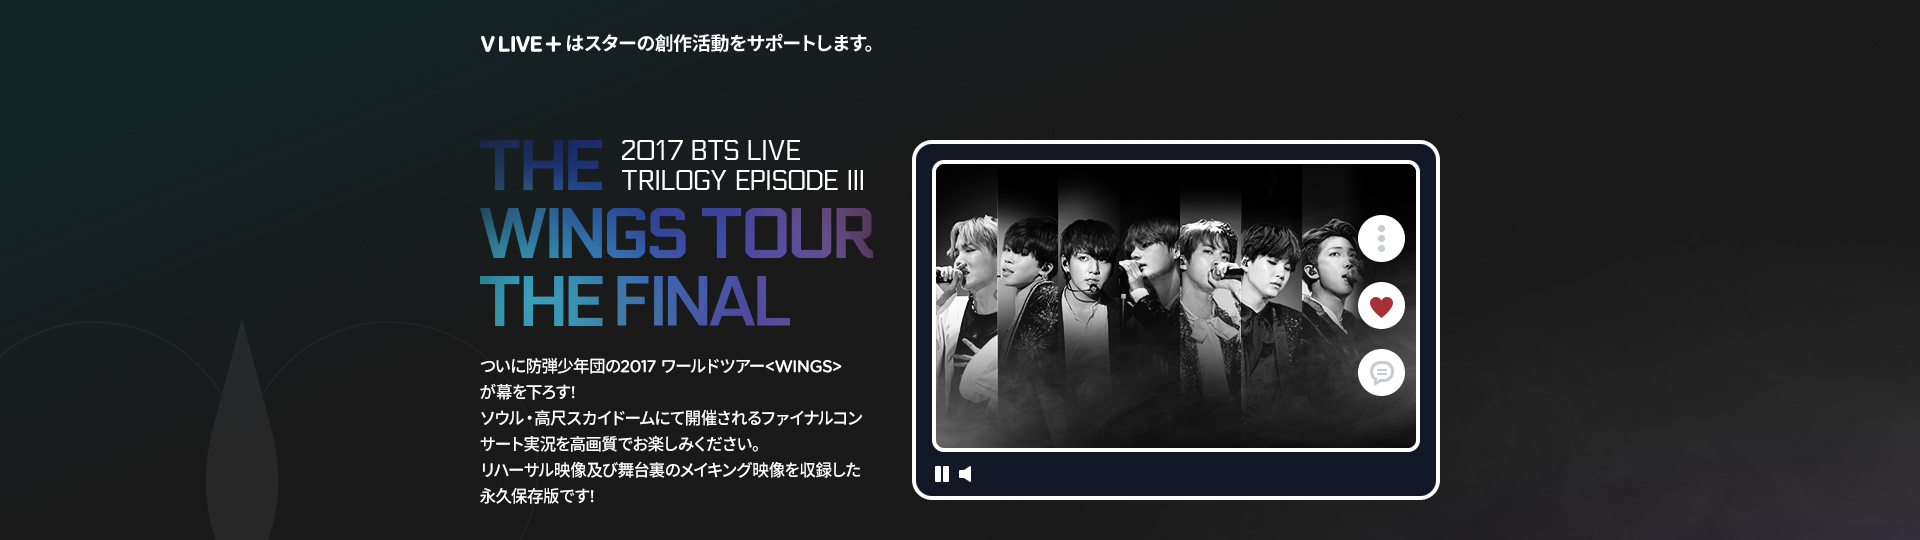 V LIVE+ はスターの創作活動をサポートします。
THE
2017 BTS LIVE
TRILOGY EPISODE III
WINGS TOUR
THE FINAL
ついに防弾少年団の2017 ワールドツアー<WINGS>
が幕を下ろす!
ソウル・高尺スカイドームにて開催されるファイナルコン
サート実況を高画質でお楽しみください。
リハーサル映像及び舞台裏のメイキング映像を収録した
永久保存版です!